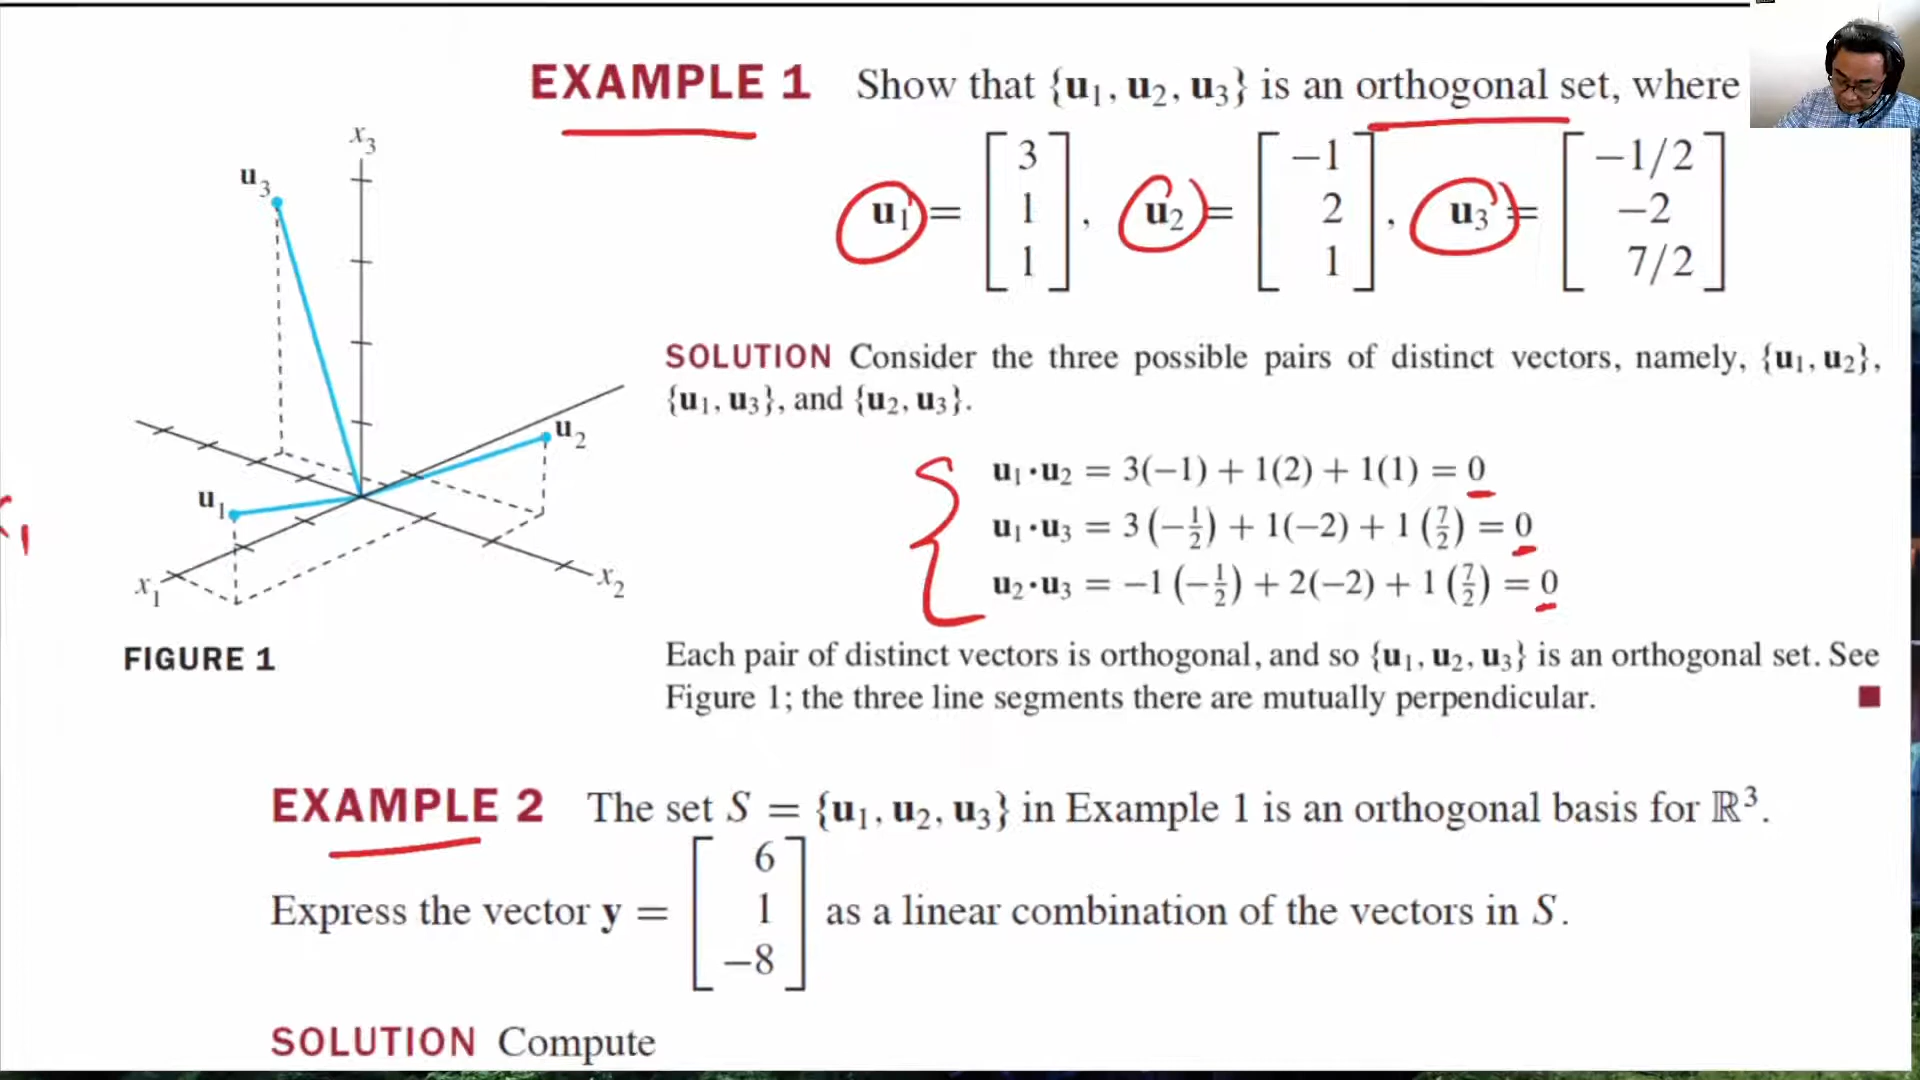 EXAMPLE 1 Show that {u₁, u₂, u₃} is an orthogonal set, where
u₁ = [3 1 1], u₂ = [−1 2 1], u₃ = [−1/2 −2 7/2]
x₃
u₃
u₂
u₁
x₁
x₂
FIGURE 1
SOLUTION Consider the three possible pairs of distinct vectors, namely, {u₁, u₂},
{u₁, u₃}, and {u₂, u₃}.
u₁·u₂ = 3(−1) + 1(2) + 1(1) = 0
u₁·u₃ = 3(−1/2) + 1(−2) + 1(7/2) = 0
u₂·u₃ = −1(−1/2) + 2(−2) + 1(7/2) = 0
Each pair of distinct vectors is orthogonal, and so {u₁, u₂, u₃} is an orthogonal set. See
Figure 1; the three line segments there are mutually perpendicular.
EXAMPLE 2 The set S = {u₁, u₂, u₃} in Example 1 is an orthogonal basis for ℝ³.
Express the vector y = [6 1 −8] as a linear combination of the vectors in S.
SOLUTION Compute